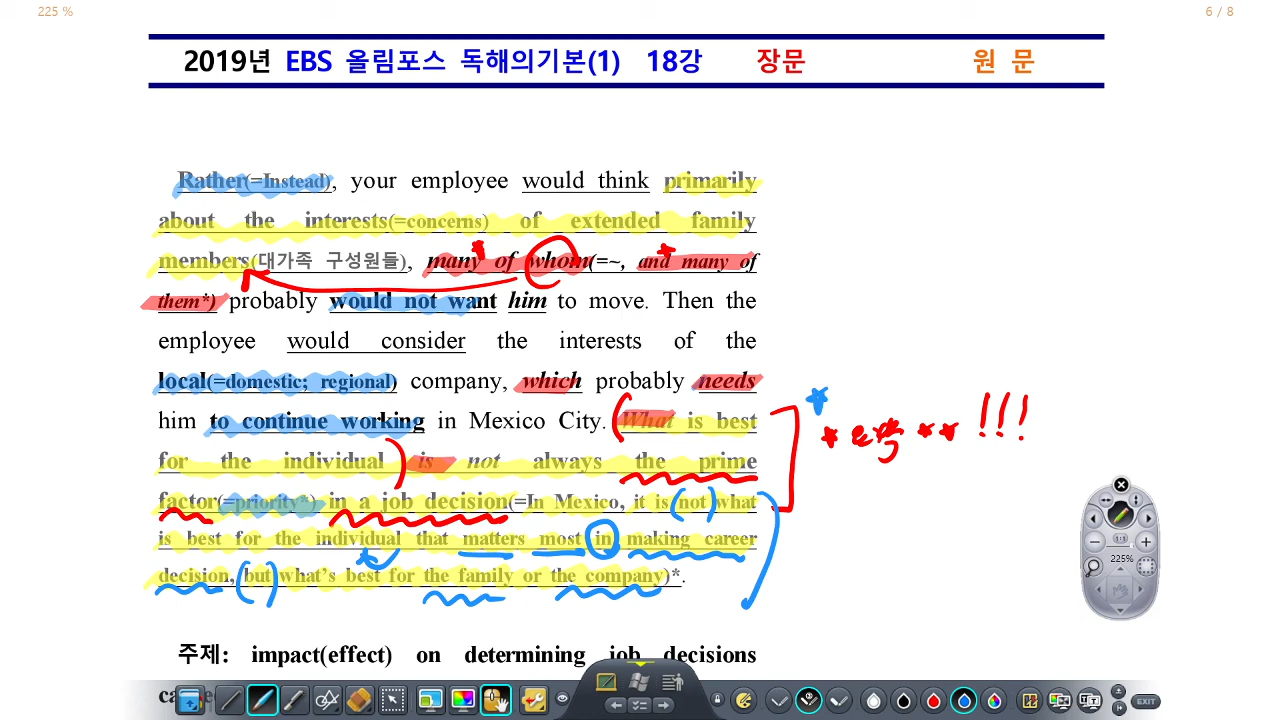 225 %
6 / 8
2019년 EBS 올림포스 독해의기본(1) 18강 장문 원 문
Rather(=Instead), your employee would think primarily
about the interests(=concerns) of extended family
members(대가족 구성원들), many of whom(=~, and many of
them*) probably would not want him to move. Then the
employee would consider the interests of the
local(=domestic; regional) company, which probably needs
him to continue working in Mexico City. (What is best
for the individual) is not always the prime
factor(=priority*) in a job decision(=In Mexico, it is (not) what
is best for the individual that matters most in making career
decision, (but) what's best for the family or the company)*.
!!!
주제: impact(effect) on determining job decisions
1:1
225%
EXIT